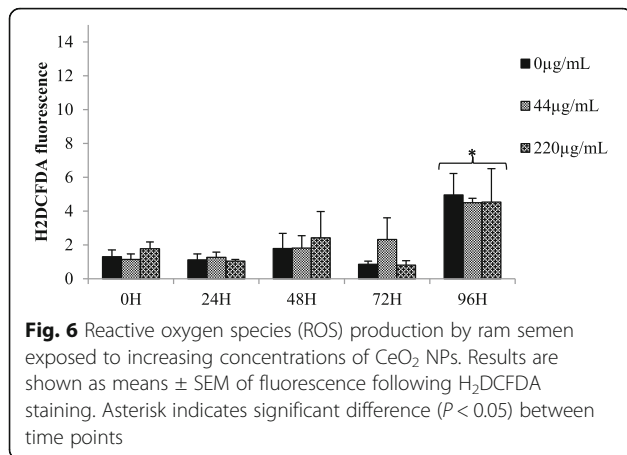 14
12
10
8
6
4
2
0
H2DCFDA fluorescence
0H 24H 48H 72H 96H
*
0µg/mL
44µg/mL
220µg/mL
Fig. 6 Reactive oxygen species (ROS) production by ram semen
exposed to increasing concentrations of CeO₂ NPs. Results are
shown as means ± SEM of fluorescence following H₂DCFDA
staining. Asterisk indicates significant difference (P < 0.05) between
time points